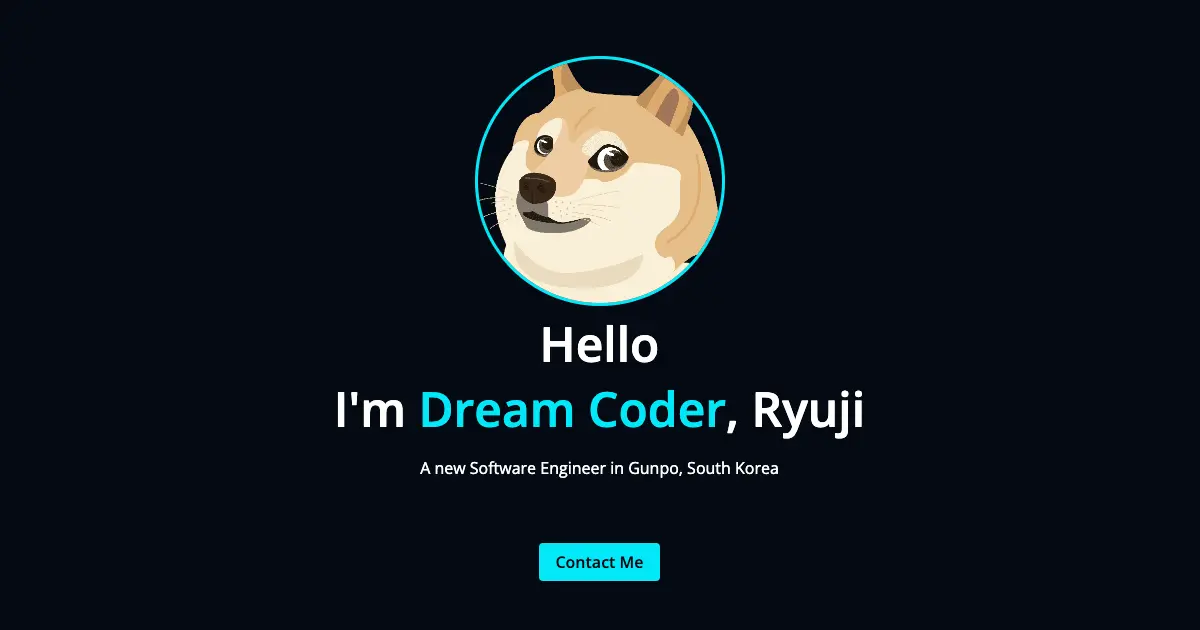 Hello
I'm Dream Coder, Ryuji
A new Software Engineer in Gunpo, South Korea
Contact Me